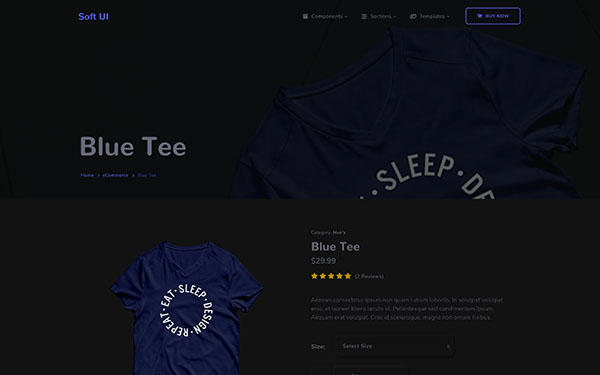 Soft UI
Components
Sections
Templates
BUY NOW
SLEEP · DES
Blue Tee
Home > eCommerce > Blue Tee
Category: Men's
Blue Tee
$29.99
(2 Reviews)
EAT · SLEEP · DESIGN · REPEAT ·
Aenean consectetur ipsum non quam rutrum lobortis. In volutpat volutpat
eros, et laoreet libero iaculis id. Pellentesque sed condimentum ipsum.
Aliquam erat volutpat. Cras id scelerisque, magna non ornare finibus.
Size:
Select Size